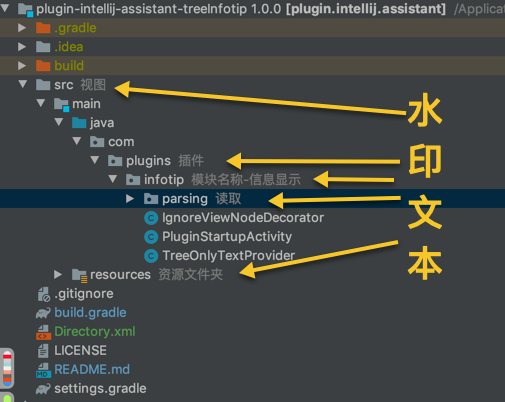 plugin-intellij-assistant-treeInfotip 1.0.0 [plugin.intellij.assistant] /Applica
.gradle
.idea
build
src 视图
main
java
com
plugins 插件
infotip 模块名称-信息显示
parsing 读取
IgnoreViewNodeDecorator
PluginStartupActivity
TreeOnlyTextProvider
resources 资源文件夹
.gitignore
build.gradle
Directory.xml
LICENSE
README.md
settings.gradle
水
印
文
本